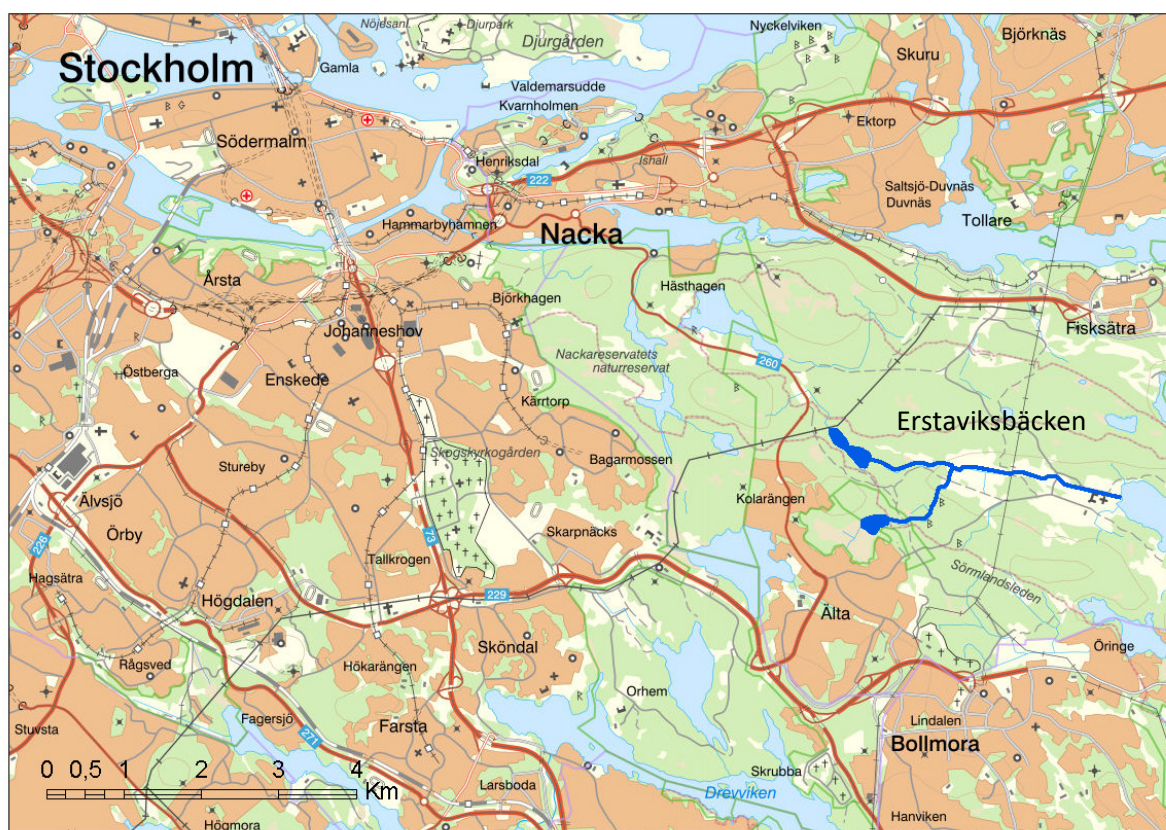 Nöjesanl.
Djurpark
Nyckelviken
Björknäs
Djurgården
Skuru
Stockholm
Gamla
Valdemarsudde
Kvarnholmen
Ektorp
Södermalm
Henriksdal
Ishall
222
Saltsjö-Duvnäs
Duvnäs
Hammarbyhamnen
Tollare
Nacka
Årsta
Hästhagen
Björkhagen
Johanneshov
Fisksätra
Nackareservatets
naturreservat
260
Östberga
Enskede
Kärrtorp
Erstaviksbäcken
Skogskyrkogården
Bagarmossen
Stureby
Kolarängen
Älvsjö
Örby
Skarpnäcks
226
73
Tallkrogen
Hagsätra
Sörmlandsleden
Högdalen
229
Älta
Sköndal
Öringe
Rågsved
Hökarängen
Orhem
Fagersjö
Farsta
Lindalen
Stuvsta
271
Bollmora
0 0,5 1 2 3 4
Km
Skrubba
Larsboda
Drevviken
Högmora
Hanviken